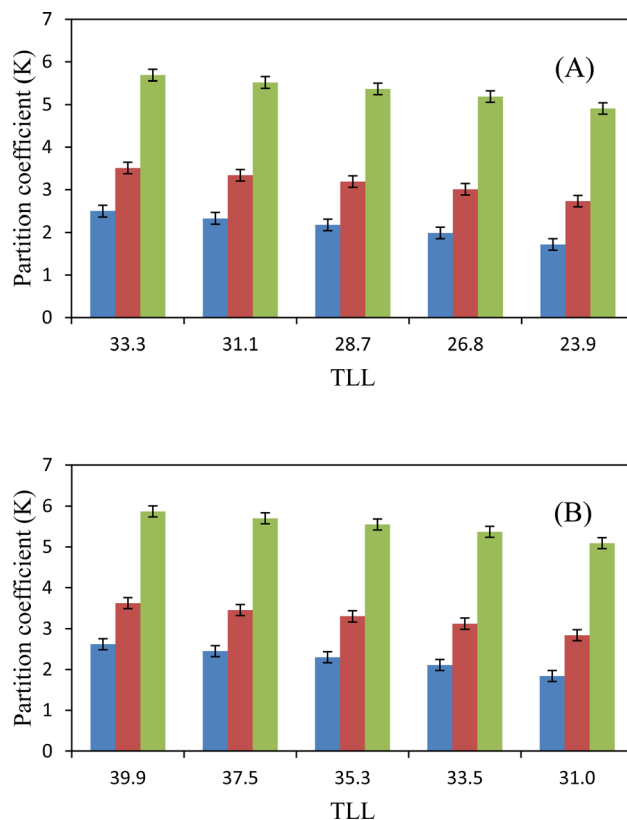 7
6
5
4
3
2
1
0
Partition coefficient (K)
(A)
33.3 31.1 28.7 26.8 23.9
TLL
7
6
5
4
3
2
1
0
Partition coefficient (K)
(B)
39.9 37.5 35.3 33.5 31.0
TLL